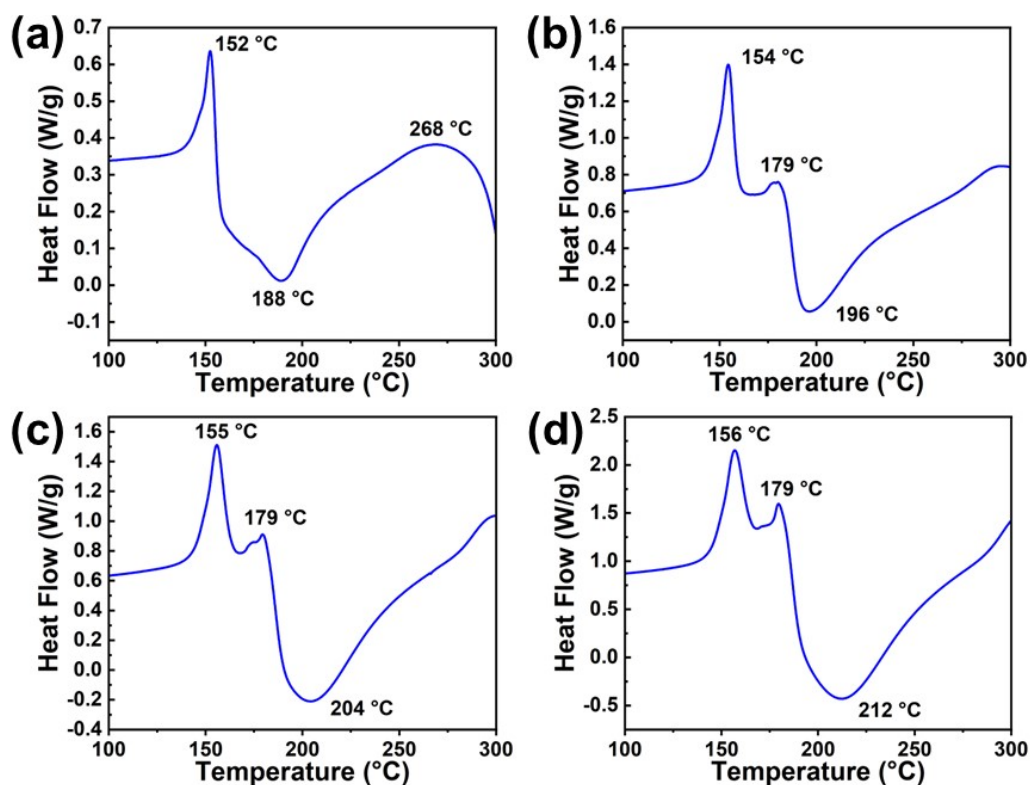 (a)
0.7
0.6
0.5
0.4
0.3
0.2
0.1
0.0
-0.1
Heat Flow (W/g)
152 °C
268 °C
188 °C
100 150 200 250 300
Temperature (°C)
(b)
1.6
1.4
1.2
1.0
0.8
0.6
0.4
0.2
0.0
Heat Flow (W/g)
154 °C
179 °C
196 °C
100 150 200 250 300
Temperature (°C)
(c)
1.6
1.4
1.2
1.0
0.8
0.6
0.4
0.2
0.0
-0.2
-0.4
Heat Flow (W/g)
155 °C
179 °C
204 °C
100 150 200 250 300
Temperature (°C)
(d)
2.5
2.0
1.5
1.0
0.5
0.0
-0.5
Heat Flow (W/g)
156 °C
179 °C
212 °C
100 150 200 250 300
Temperature (°C)